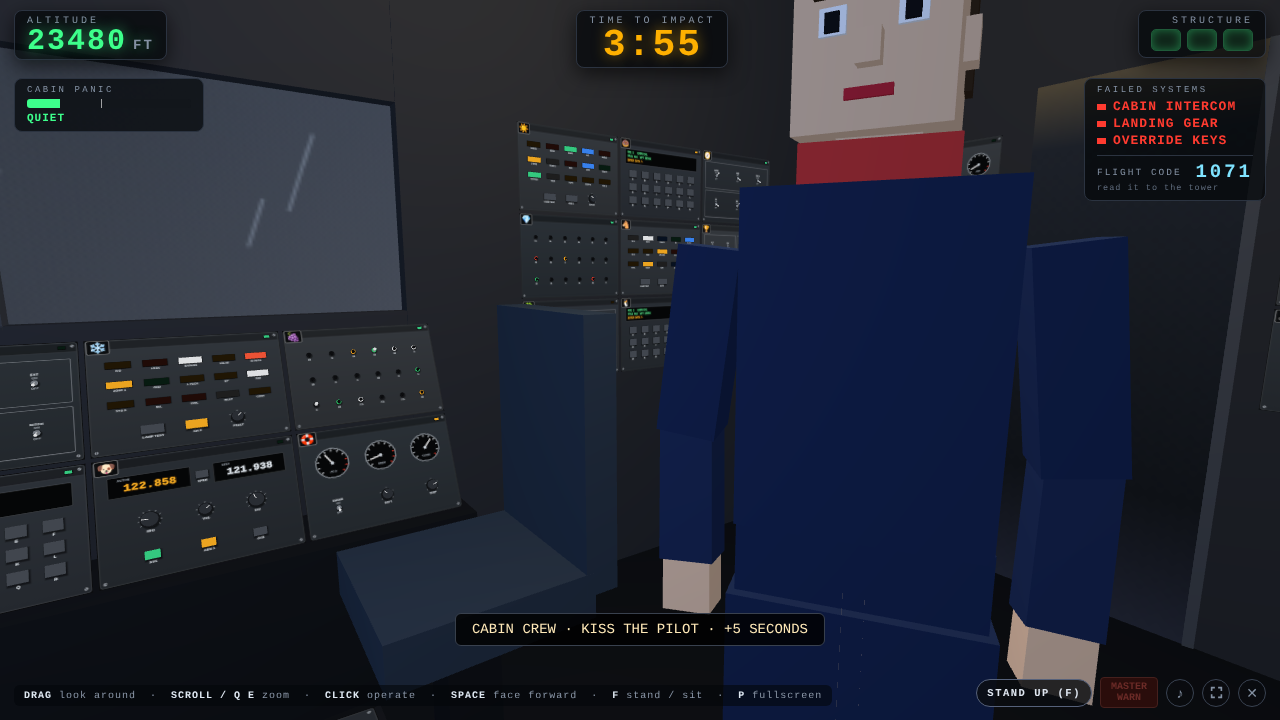 ALTITUDE
23480 FT
CABIN PANIC
QUIET
TIME TO IMPACT
3:55
STRUCTURE
FAILED SYSTEMS
CABIN INTERCOM
LANDING GEAR
OVERRIDE KEYS
FLIGHT CODE 1071
read it to the tower
122.858
121.938
CABIN CREW · KISS THE PILOT · +5 SECONDS
DRAG look around · SCROLL / Q E zoom · CLICK operate · SPACE face forward · F stand / sit · P fullscreen
STAND UP (F)
MASTER
WARN